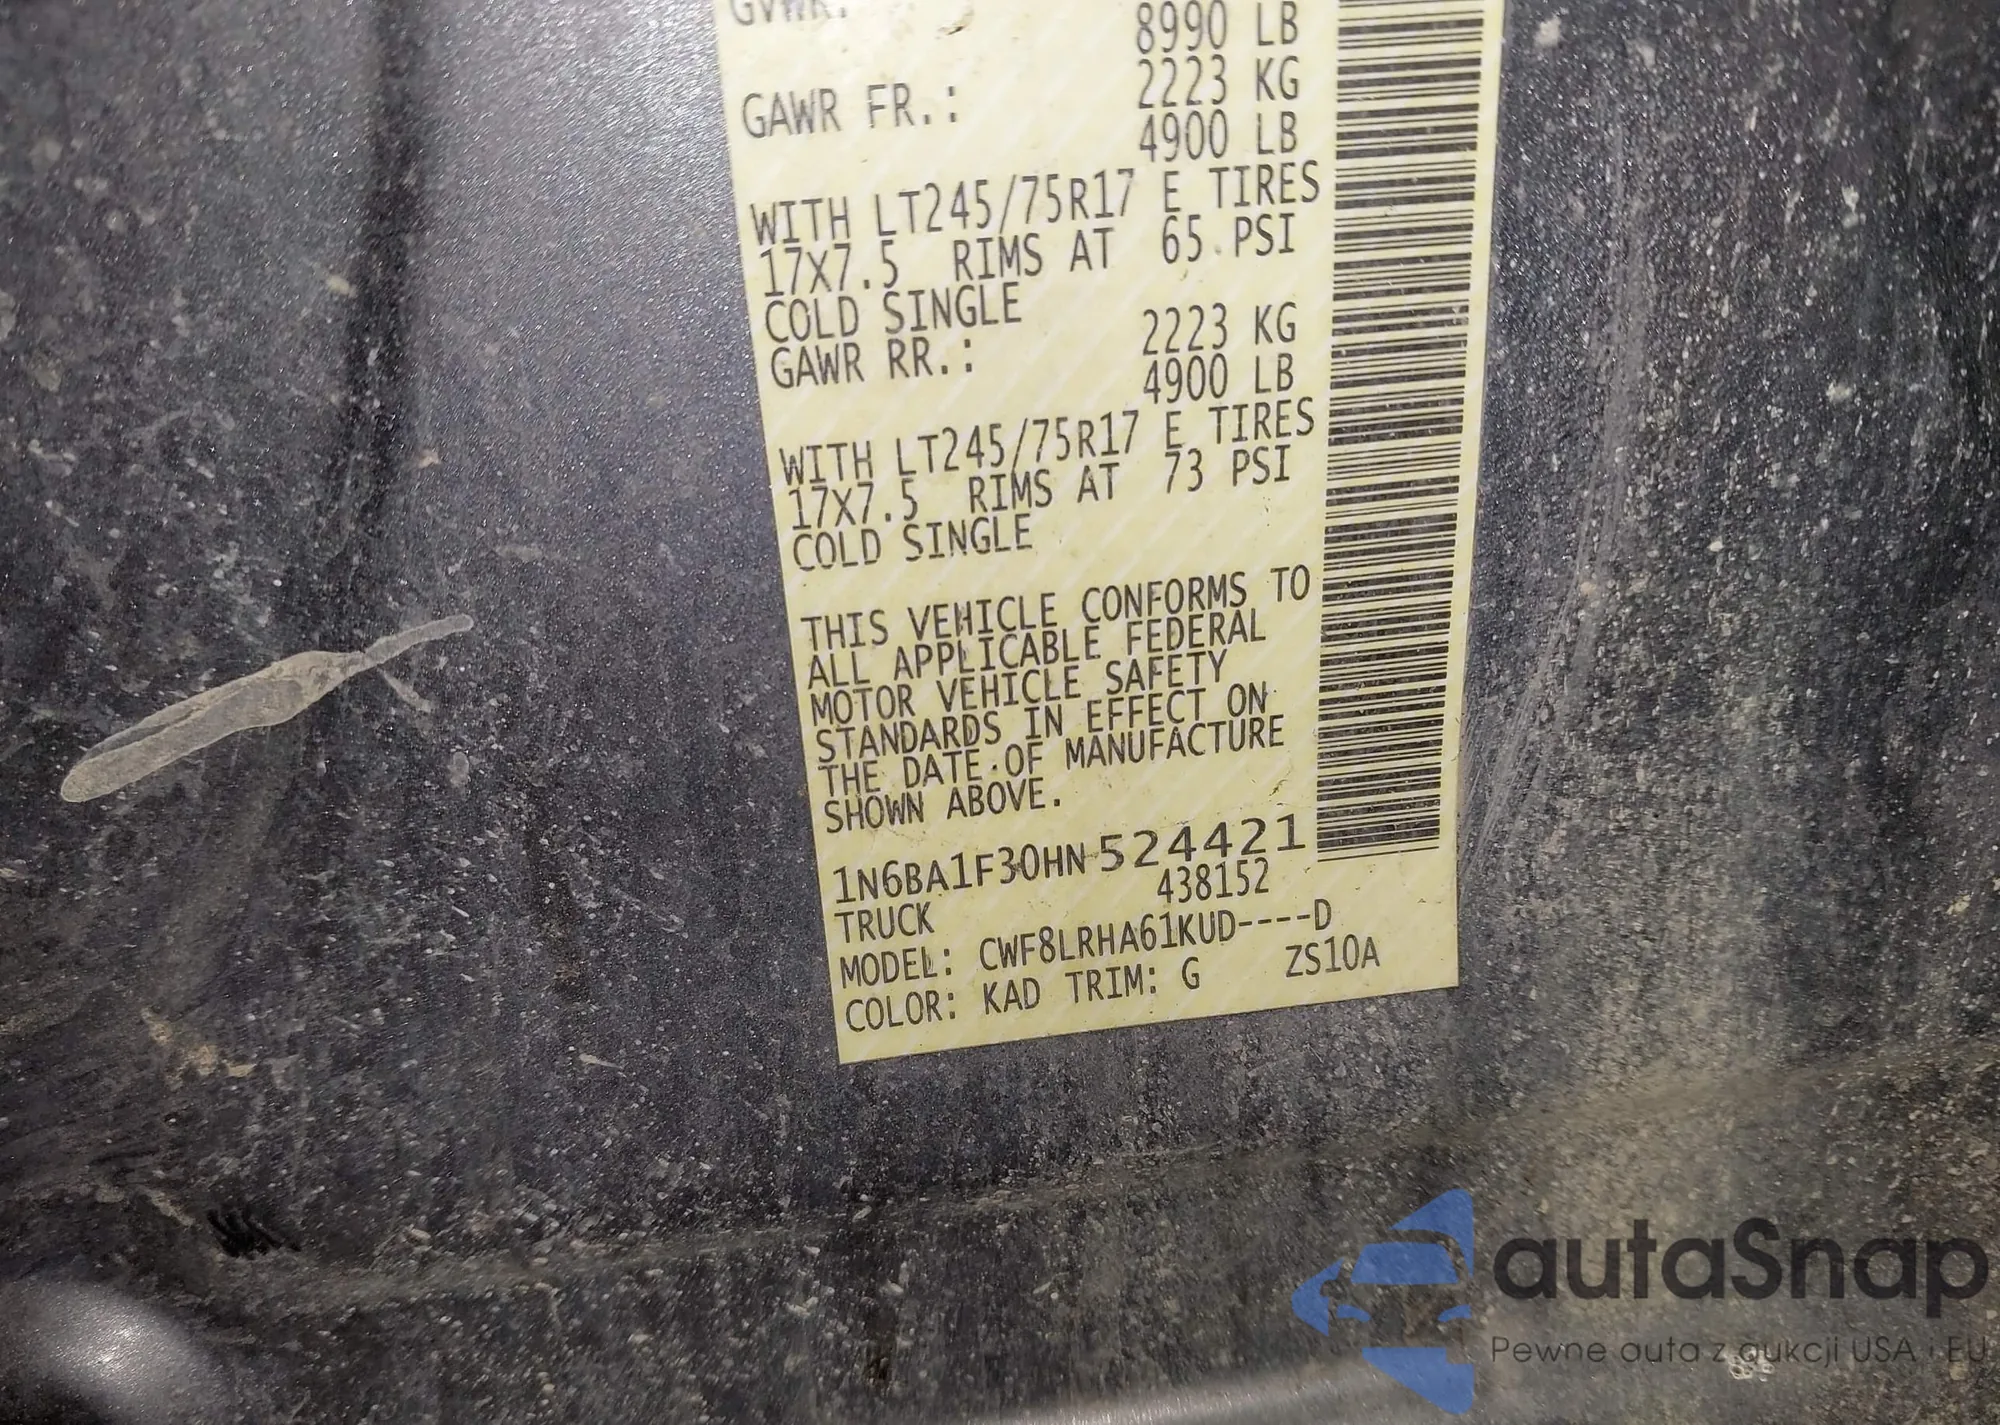 GVWR.
8990 LB
GAWR FR.: 2223 KG
4900 LB
WITH LT245/75R17 E TIRES
17X7.5 RIMS AT 65 PSI
COLD SINGLE
GAWR RR.: 2223 KG
4900 LB
WITH LT245/75R17 E TIRES
17X7.5 RIMS AT 73 PSI
COLD SINGLE
THIS VEHICLE CONFORMS TO
ALL APPLICABLE FEDERAL
MOTOR VEHICLE SAFETY
STANDARDS IN EFFECT ON
THE DATE OF MANUFACTURE
SHOWN ABOVE.
1N6BA1F30HN524421
TRUCK 438152
MODEL: CWF8LRHA61KUD----D
COLOR: KAD TRIM: G ZS10A
autaSnap
Pewne auta z aukcji USA i EU